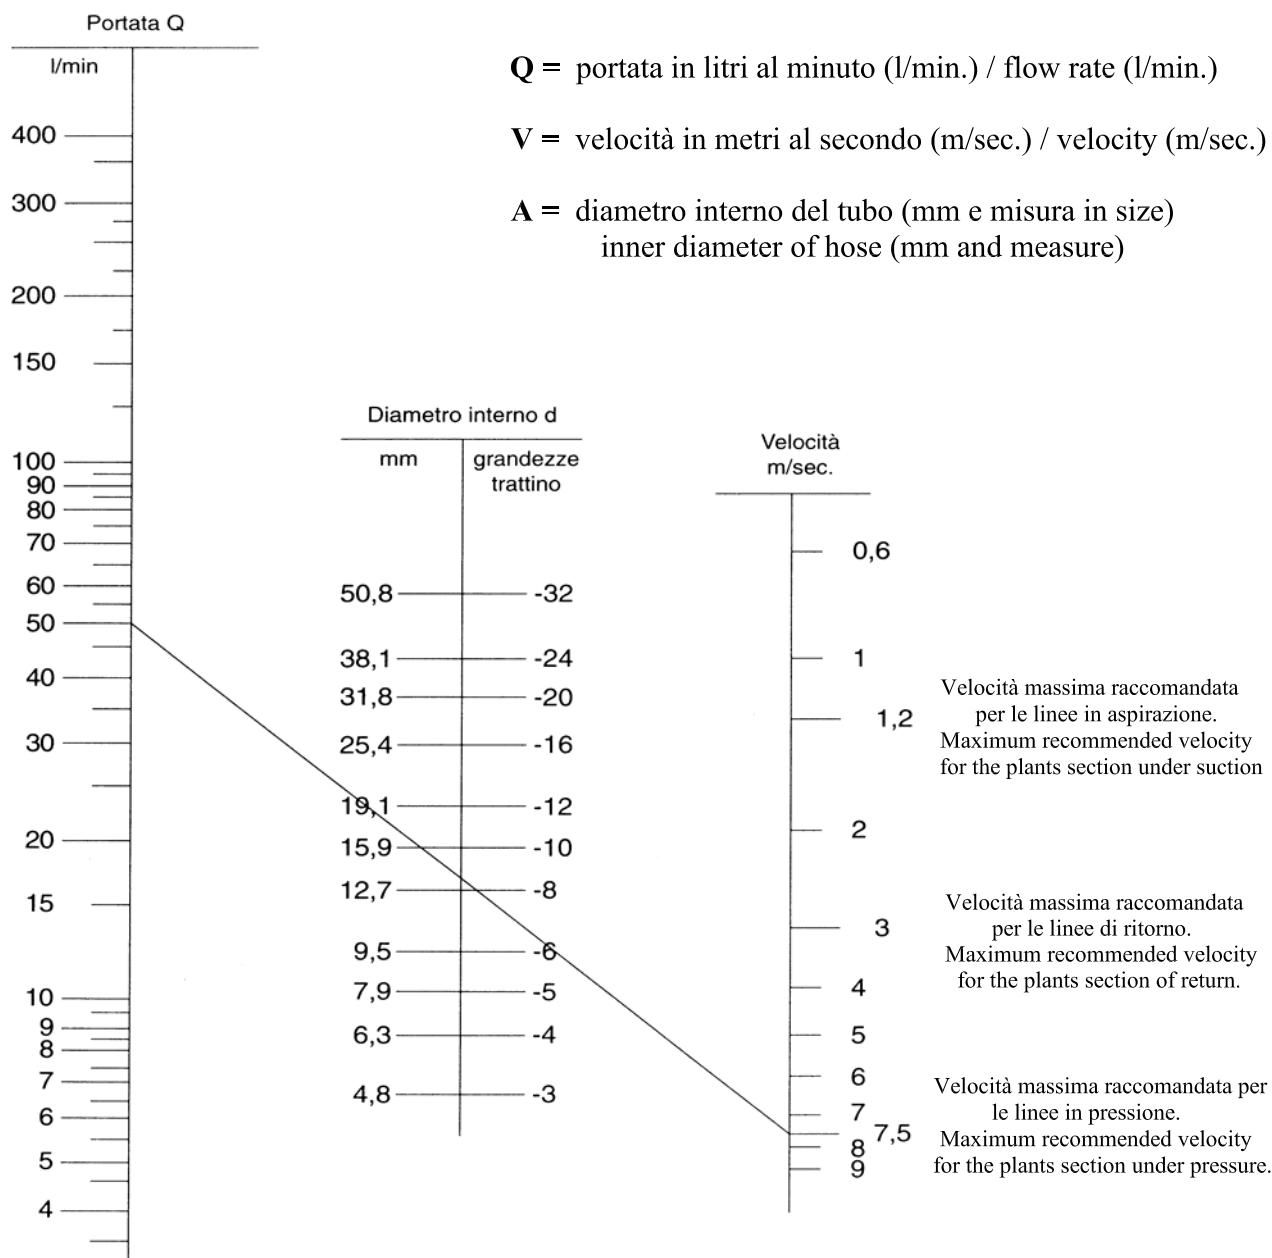 Portata Q
l/min
Q = portata in litri al minuto (l/min.) / flow rate (l/min.)
V = velocità in metri al secondo (m/sec.) / velocity (m/sec.)
A = diametro interno del tubo (mm e misura in size)
inner diameter of hose (mm and measure)
400
300
200
150
100
90
80
70
60
50
40
30
20
15
10
9
8
7
6
5
4
Diametro interno d
mm
grandezze
trattino
50,8 -32
38,1 -24
31,8 -20
25,4 -16
19,1 -12
15,9 -10
12,7 -8
9,5 -6
7,9 -5
6,3 -4
4,8 -3
Velocità
m/sec.
0,6
1
1,2
2
3
4
5
6
7
7,5
8
9
Velocità massima raccomandata
per le linee in aspirazione.
Maximum recommended velocity
for the plants section under suction
Velocità massima raccomandata
per le linee di ritorno.
Maximum recommended velocity
for the plants section of return.
Velocità massima raccomandata per
le linee in pressione.
Maximum recommended velocity
for the plants section under pressure.